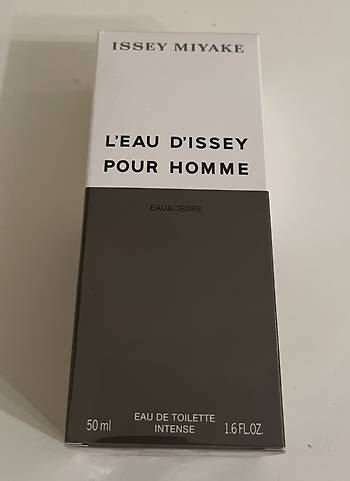 ISSEY MIYAKE
L'EAU D'ISSEY
POUR HOMME
EAU&CÈDRE
EAU DE TOILETTE
INTENSE
50 ml
1.6 FL.OZ.